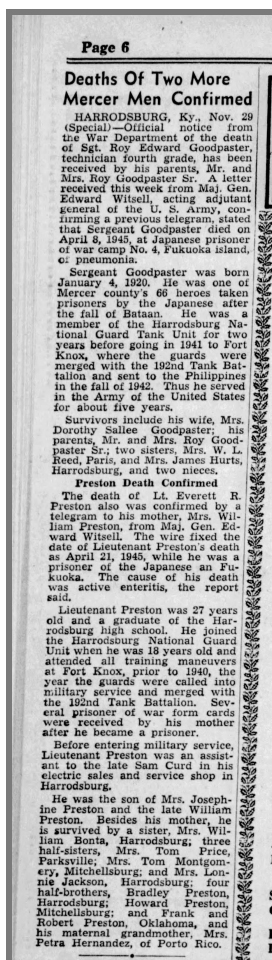 Page 6
Deaths Of Two More
Mercer Men Confirmed
HARRODSBURG, Ky., Nov. 29
(Special)—Official notice from
the War Department of the death
of Sgt. Roy Edward Goodpaster,
technician fourth grade, has been
received by his parents, Mr. and
Mrs. Roy Goodpaster Sr. A letter
received this week from Maj. Gen.
Edward Witsell, acting adjutant
general of the U. S. Army, con-
firming a previous telegram, stated
that Sergeant Goodpaster died on
April 8, 1945, at Japanese prisoner
of war camp No. 4, Fukuoka island,
of pneumonia.
Sergeant Goodpaster was born
January 4, 1920. He was one of
Mercer county's 66 heroes taken
prisoners by the Japanese after
the fall of Bataan. He was a
member of the Harrodsburg Na-
tional Guard Tank Unit for two
years before going in 1941 to Fort
Knox, where the guards were
merged with the 192nd Tank Bat-
talion and sent to the Philippines
in the fall of 1942. Thus he served
in the Army of the United States
for about five years.
Survivors include his wife, Mrs.
Dorothy Sallee Goodpaster; his
parents, Mr. and Mrs. Roy Good-
paster Sr.; two sisters, Mrs. W. L.
Reed, Paris, and Mrs. James Hurts,
Harrodsburg, and two nieces.
Preston Death Confirmed
The death of Lt. Everett R.
Preston also was confirmed by a
telegram to his mother, Mrs. Wil-
liam Preston, from Maj. Gen. Ed-
ward Witsell. The wire fixed the
date of Lieutenant Preston's death
as April 21, 1945, while he was a
prisoner of the Japanese an Fu-
kuoka. The cause of his death
was active enteritis, the report
said.
Lieutenant Preston was 27 years
old and a graduate of the Har-
rodsburg high school. He joined
the Harrodsburg National Guard
Unit when he was 18 years old and
attended all training maneuvers
at Fort Knox, prior to 1940, the
year the guards were called into
military service and merged with
the 192nd Tank Battalion. Sev-
eral prisoner of war form cards
were received by his mother
after he became a prisoner.
Before entering military service,
Lieutenant Preston was an assist-
ant to the late Sam Curd in his
electric sales and service shop in
Harrodsburg.
He was the son of Mrs. Joseph-
ine Preston and the late William
Preston. Besides his mother, he
is survived by a sister, Mrs. Wil-
liam Bonta, Harrodsburg; three
half-sisters, Mrs. Tom Price,
Parksville; Mrs. Tom Montgom-
ery, Mitchellsburg; and Mrs. Lon-
nie Jackson, Harrodsburg; four
half-brothers, Bradley Preston,
Harrodsburg; Howard Preston,
Mitchellsburg; and Frank and
Robert Preston, Oklahoma, and
his maternal grandmother, Mrs.
Petra Hernandez, of Porto Rico.